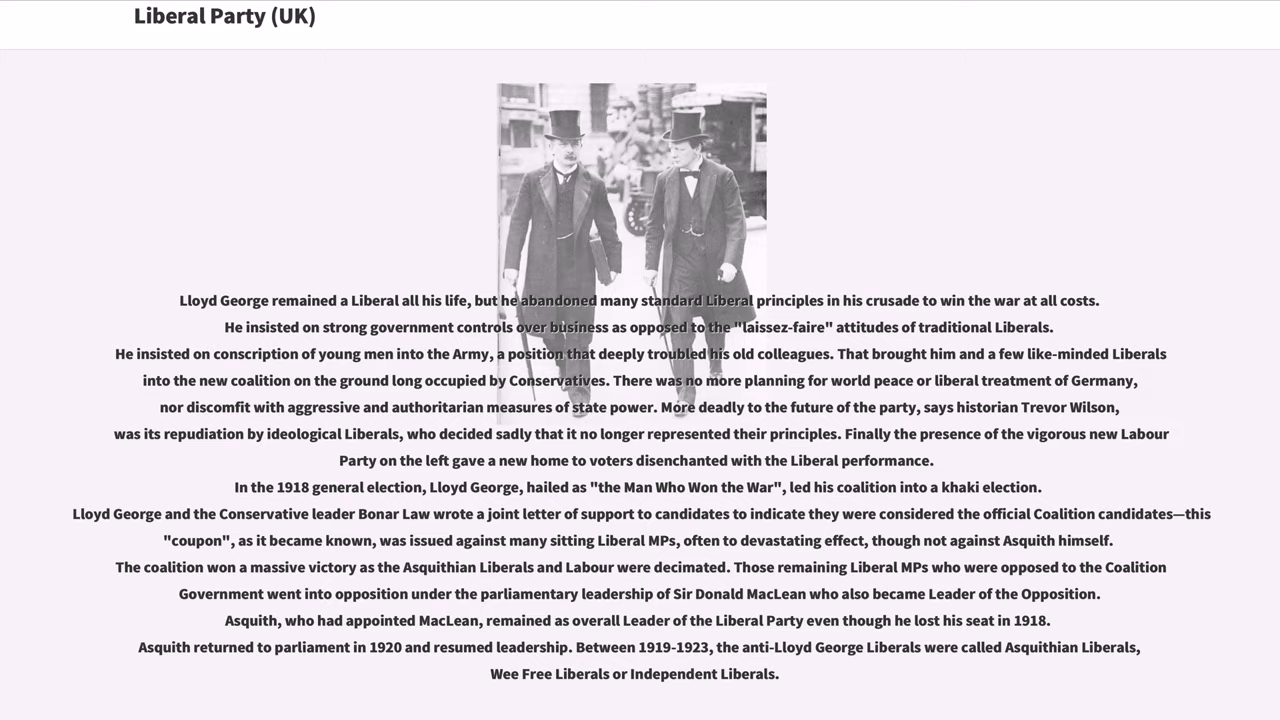 Liberal Party (UK)
Lloyd George remained a Liberal all his life, but he abandoned many standard Liberal principles in his crusade to win the war at all costs.
He insisted on strong government controls over business as opposed to the "laissez-faire" attitudes of traditional Liberals.
He insisted on conscription of young men into the Army, a position that deeply troubled his old colleagues. That brought him and a few like-minded Liberals
into the new coalition on the ground long occupied by Conservatives. There was no more planning for world peace or liberal treatment of Germany,
nor discomfit with aggressive and authoritarian measures of state power. More deadly to the future of the party, says historian Trevor Wilson,
was its repudiation by ideological Liberals, who decided sadly that it no longer represented their principles. Finally the presence of the vigorous new Labour
Party on the left gave a new home to voters disenchanted with the Liberal performance.
In the 1918 general election, Lloyd George, hailed as "the Man Who Won the War", led his coalition into a khaki election.
Lloyd George and the Conservative leader Bonar Law wrote a joint letter of support to candidates to indicate they were considered the official Coalition candidates—this
"coupon", as it became known, was issued against many sitting Liberal MPs, often to devastating effect, though not against Asquith himself.
The coalition won a massive victory as the Asquithian Liberals and Labour were decimated. Those remaining Liberal MPs who were opposed to the Coalition
Government went into opposition under the parliamentary leadership of Sir Donald MacLean who also became Leader of the Opposition.
Asquith, who had appointed MacLean, remained as overall Leader of the Liberal Party even though he lost his seat in 1918.
Asquith returned to parliament in 1920 and resumed leadership. Between 1919-1923, the anti-Lloyd George Liberals were called Asquithian Liberals,
Wee Free Liberals or Independent Liberals.